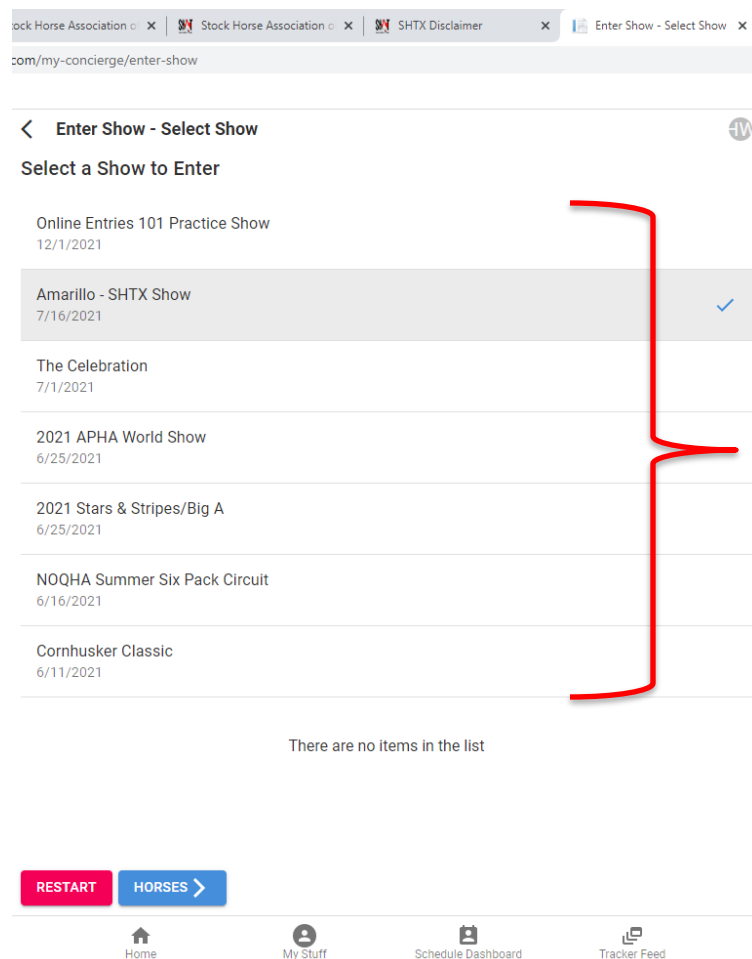 tock Horse Association o
Stock Horse Association o
SHTX Disclaimer
Enter Show - Select Show
com/my-concierge/enter-show
Enter Show - Select Show
HW
Select a Show to Enter
Online Entries 101 Practice Show
12/1/2021
Amarillo - SHTX Show
7/16/2021
The Celebration
7/1/2021
2021 APHA World Show
6/25/2021
2021 Stars & Stripes/Big A
6/25/2021
NOQHA Summer Six Pack Circuit
6/16/2021
Cornhusker Classic
6/11/2021
There are no items in the list
RESTART
HORSES
Home
My Stuff
Schedule Dashboard
Tracker Feed